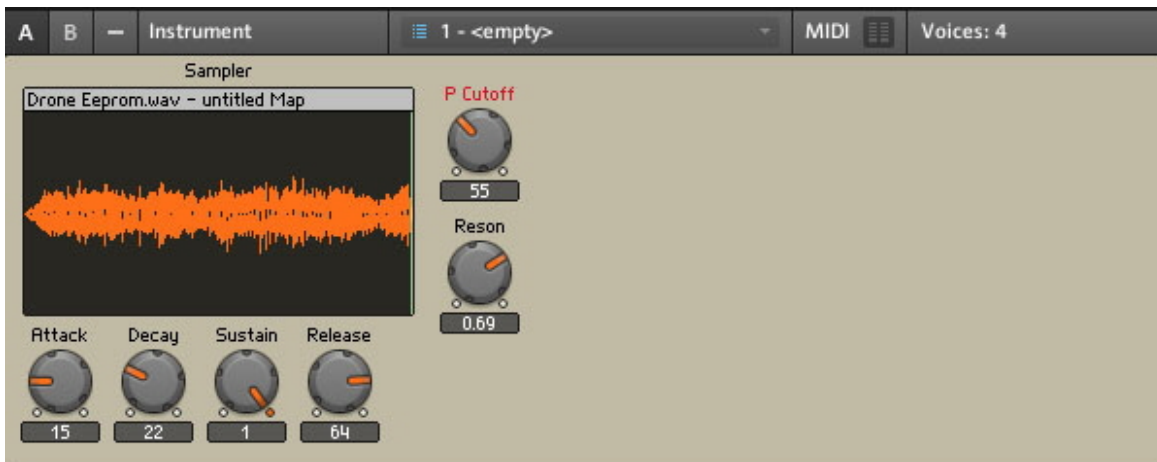 A B – Instrument 1 - <empty> MIDI Voices: 4
Sampler
Drone Eeprom.wav - untitled Map
P Cutoff
55
Reson
0.69
Attack Decay Sustain Release
15 22 1 64